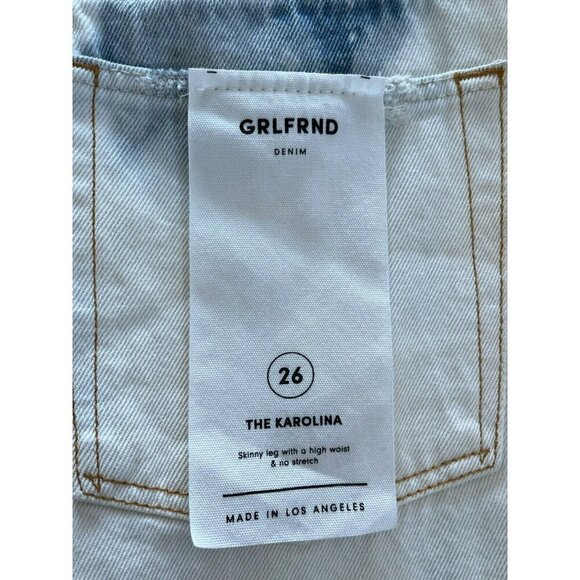 GRLFRND
DENIM
26
THE KAROLINA
Skinny leg with a high waist
& no stretch
MADE IN LOS ANGELES